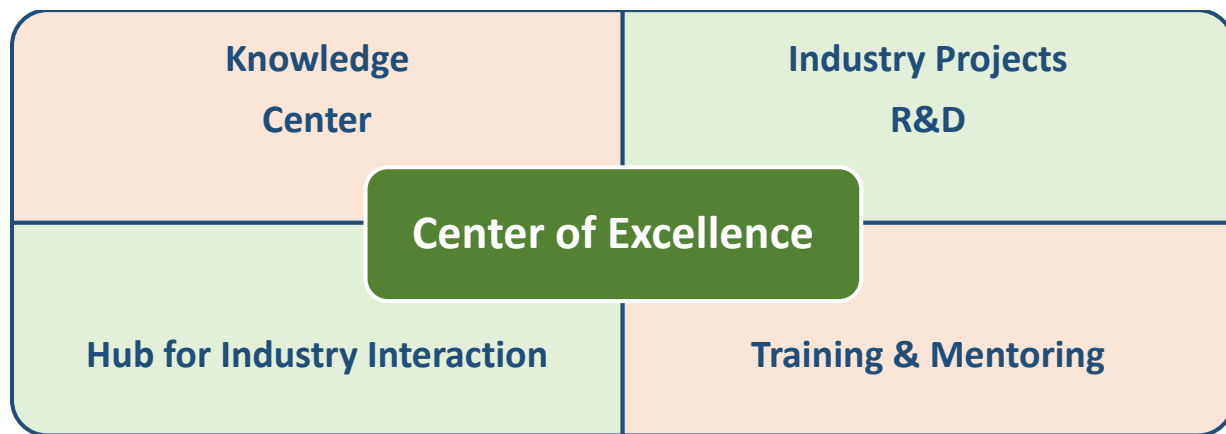 Knowledge
Center
Industry Projects
R&D
Center of Excellence
Hub for Industry Interaction
Training & Mentoring